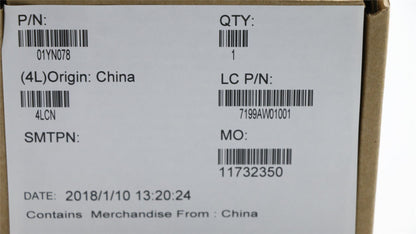 P/N:
QTY:
01YN078
1
(4L)Origin: China
LC P/N:
4LCN
7199AW01001
SMTPN:
MO:
11732350
DATE: 2018/1/10 13:20:24
Contains Merchandise From : China